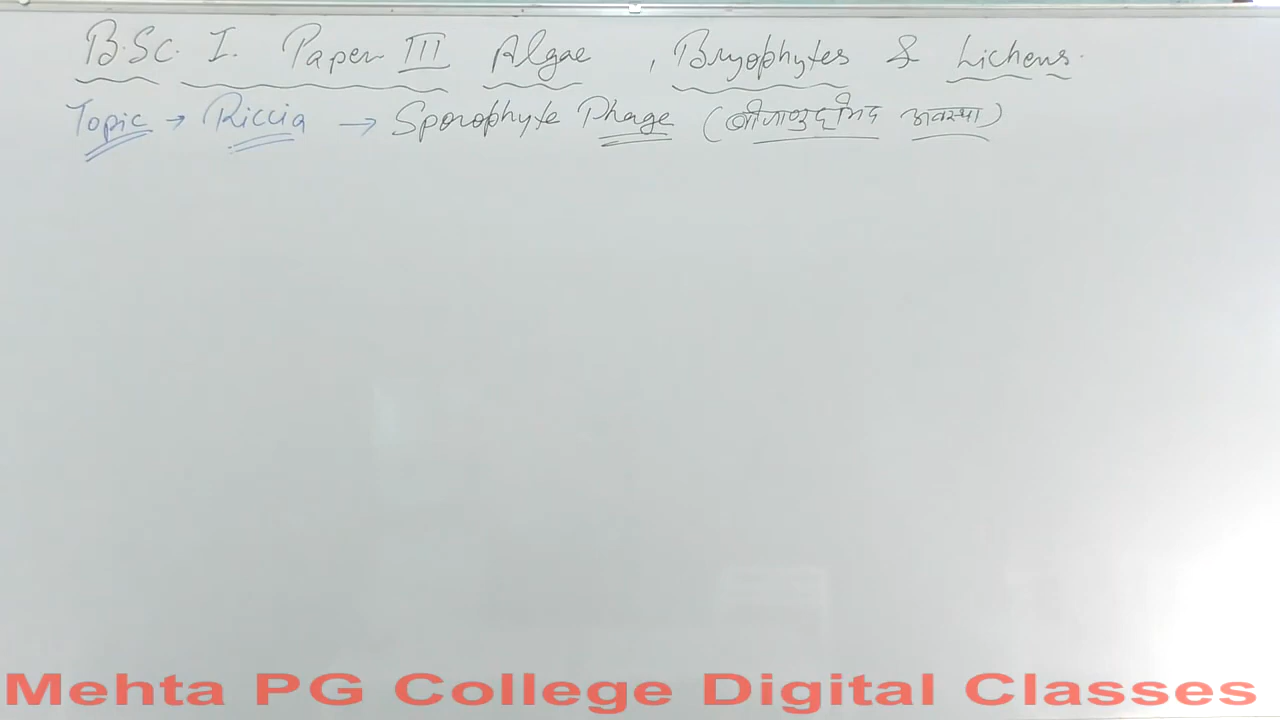 B.Sc. I. Paper III Algae, Bryophytes & Lichens.
Topic → Riccia → Sporophyte Phage (बीजाणुद्भिद अवस्था)
Mehta PG College Digital Classes